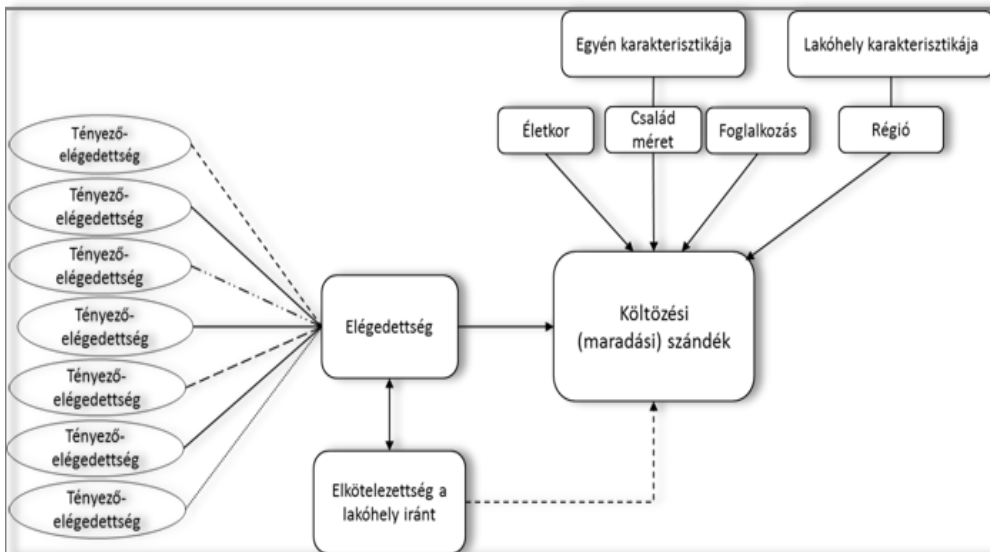 Egyén karakterisztikája
Lakóhely karakterisztikája
Életkor
Család
méret
Foglalkozás
Régió
Tényező-
elégedettség
Tényező-
elégedettség
Tényező-
elégedettség
Tényező-
elégedettség
Tényező-
elégedettség
Tényező-
elégedettség
Tényező-
elégedettség
Elégedettség
Költözési
(maradási) szándék
Elkötelezettség a
lakóhely iránt